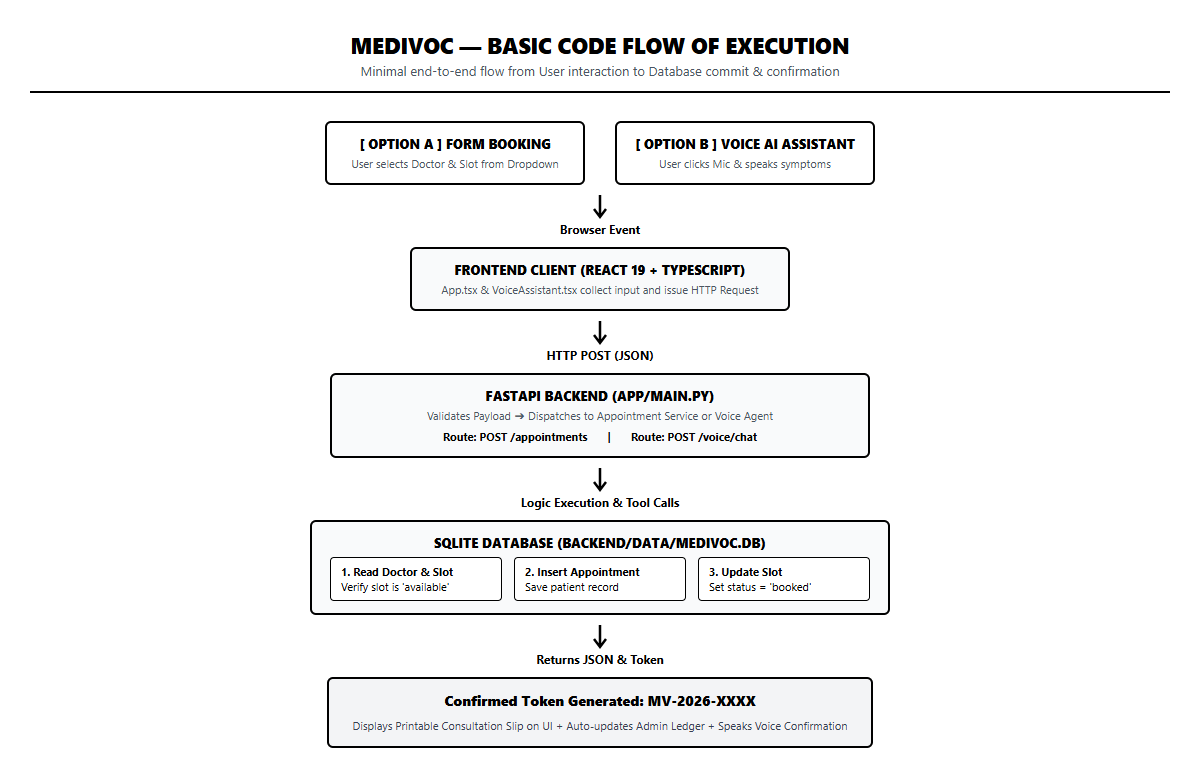 MEDIVOC — BASIC CODE FLOW OF EXECUTION
Minimal end-to-end flow from User interaction to Database commit & confirmation
[ OPTION A ] FORM BOOKING
User selects Doctor & Slot from Dropdown
[ OPTION B ] VOICE AI ASSISTANT
User clicks Mic & speaks symptoms
Browser Event
FRONTEND CLIENT (REACT 19 + TYPESCRIPT)
App.tsx & VoiceAssistant.tsx collect input and issue HTTP Request
HTTP POST (JSON)
FASTAPI BACKEND (APP/MAIN.PY)
Validates Payload ➔ Dispatches to Appointment Service or Voice Agent
Route: POST /appointments | Route: POST /voice/chat
Logic Execution & Tool Calls
SQLITE DATABASE (BACKEND/DATA/MEDIVOC.DB)
1. Read Doctor & Slot
Verify slot is 'available'
2. Insert Appointment
Save patient record
3. Update Slot
Set status = 'booked'
Returns JSON & Token
Confirmed Token Generated: MV-2026-XXXX
Displays Printable Consultation Slip on UI + Auto-updates Admin Ledger + Speaks Voice Confirmation